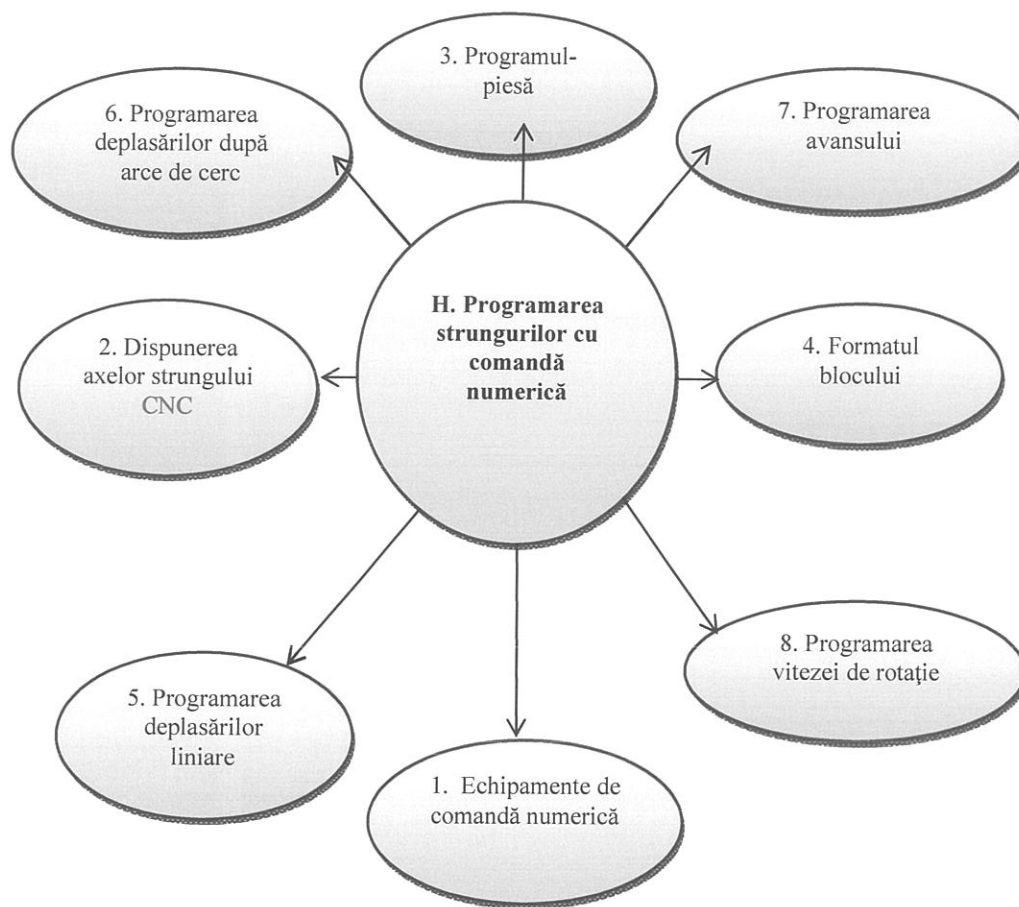 3. Programul-
piesă
6. Programarea
deplasărilor după
arce de cerc
7. Programarea
avansului
H. Programarea
strungurilor cu
comandă
numerică
2. Dispunerea
axelor strungului
CNC
4. Formatul
blocului
5. Programarea
deplasărilor
liniare
8. Programarea
vitezei de rotaţie
1. Echipamente de
comandă numerică